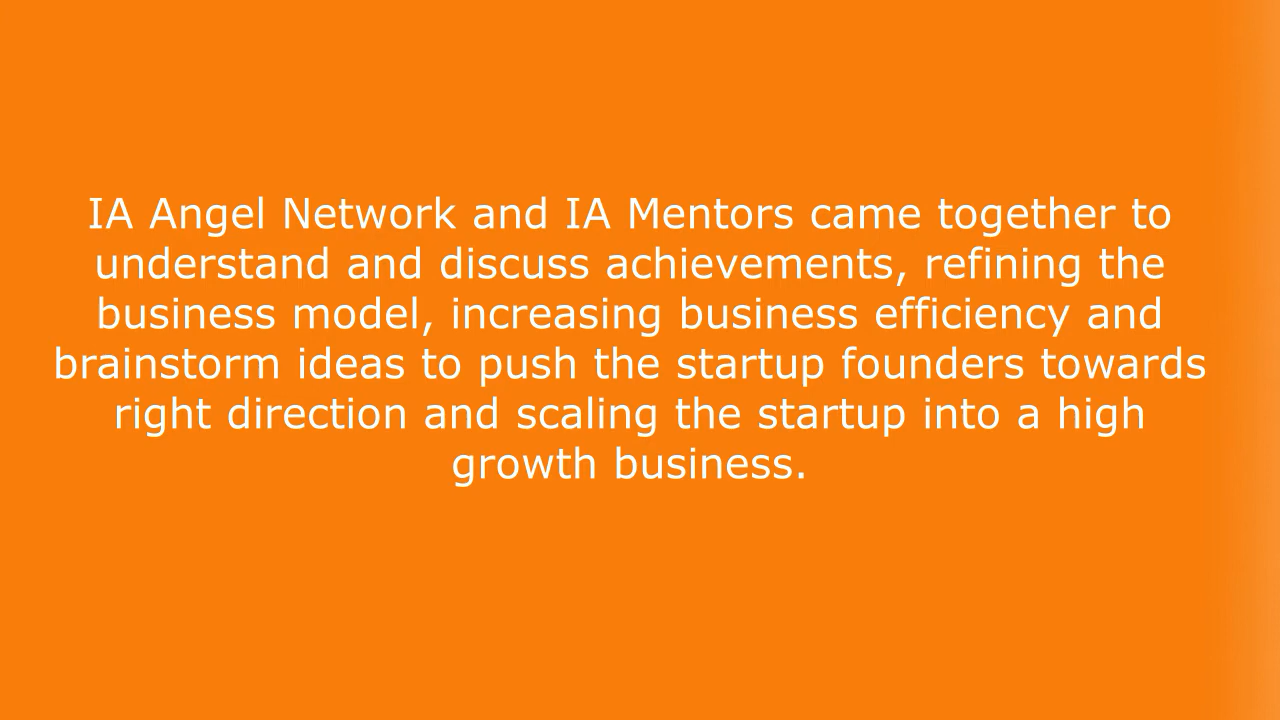 IA Angel Network and IA Mentors came together to
understand and discuss achievements, refining the
business model, increasing business efficiency and
brainstorm ideas to push the startup founders towards
right direction and scaling the startup into a high
growth business.